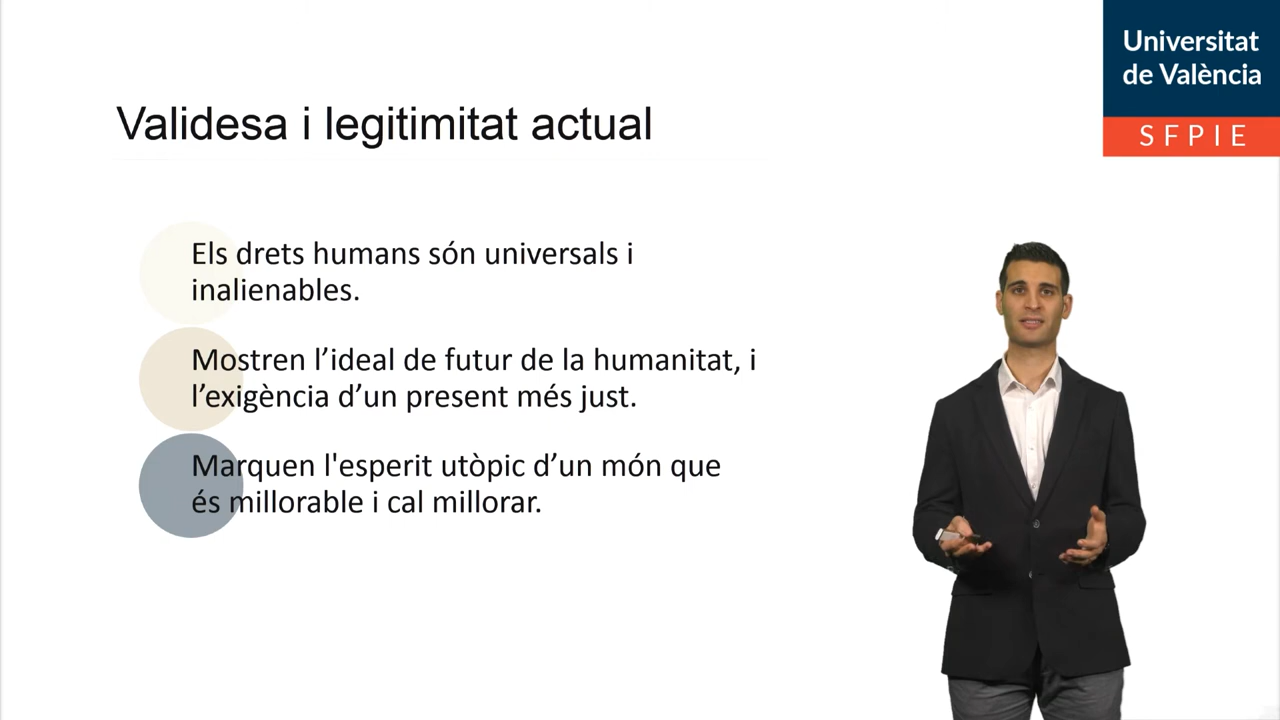 Universitat
de València
SFPIE
Validesa i legitimitat actual
Els drets humans són universals i
inalienables.
Mostren l’ideal de futur de la humanitat, i
l’exigència d’un present més just.
Marquen l'esperit utòpic d’un món que
és millorable i cal millorar.